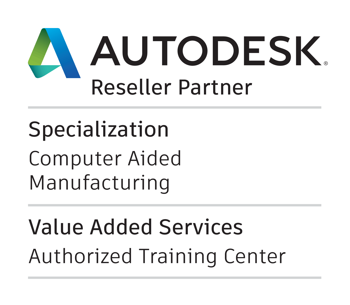 AUTODESK®
Reseller Partner
Specialization
Computer Aided
Manufacturing
Value Added Services
Authorized Training Center